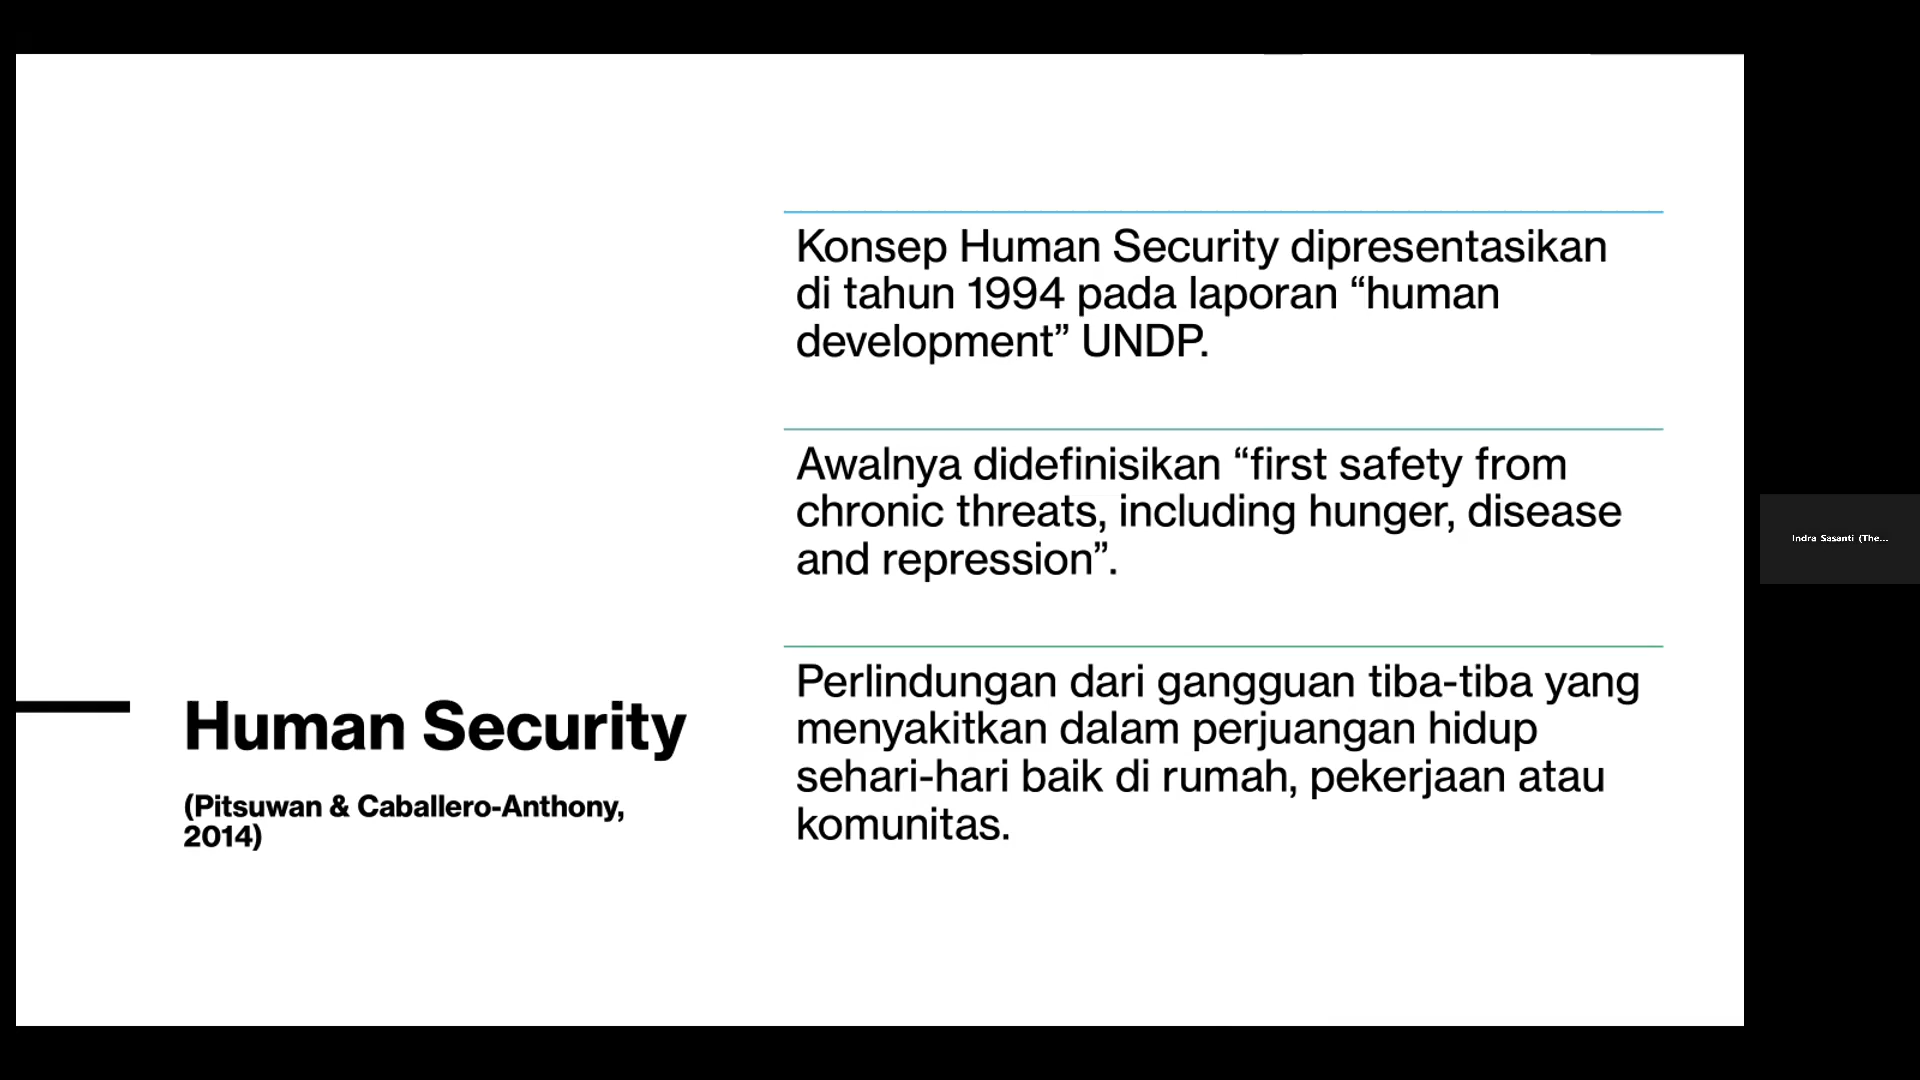 Human Security
(Pitsuwan & Caballero-Anthony,
2014)
Konsep Human Security dipresentasikan
di tahun 1994 pada laporan “human
development” UNDP.
Awalnya didefinisikan “first safety from
chronic threats, including hunger, disease
and repression”.
Perlindungan dari gangguan tiba-tiba yang
menyakitkan dalam perjuangan hidup
sehari-hari baik di rumah, pekerjaan atau
komunitas.
Indra Sasanti (The...